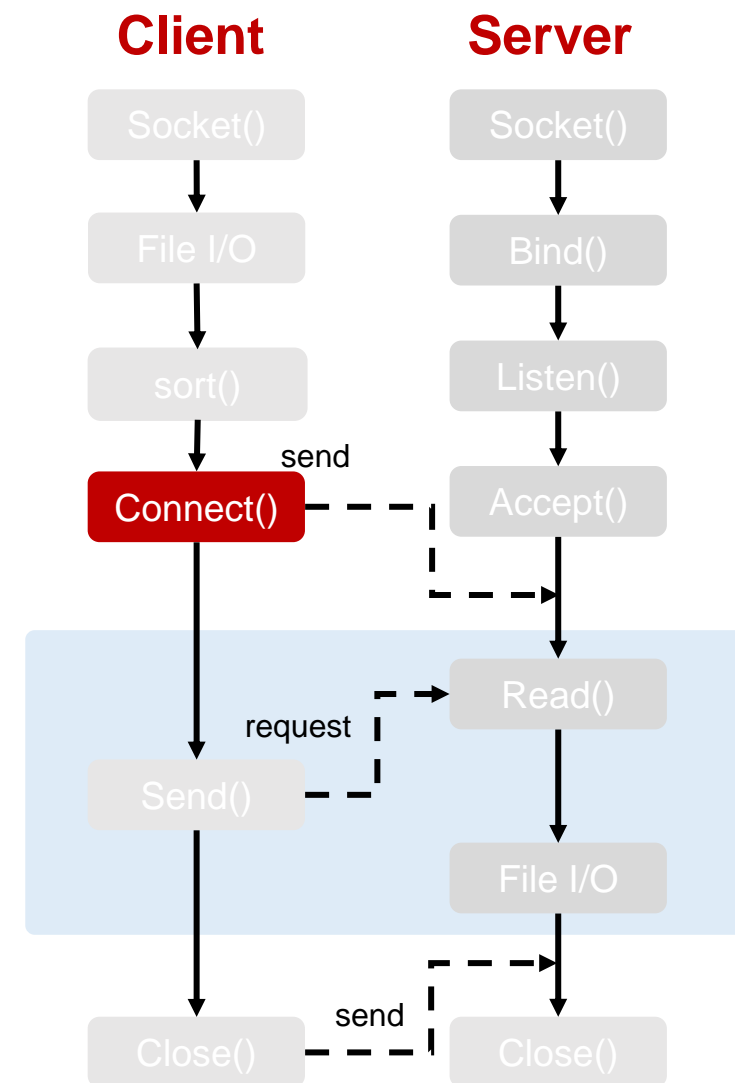 Client
Server
Socket()
Socket()
File I/O
Bind()
sort()
Listen()
send
Connect()
Accept()
Read()
request
Send()
File I/O
send
Close()
Close()